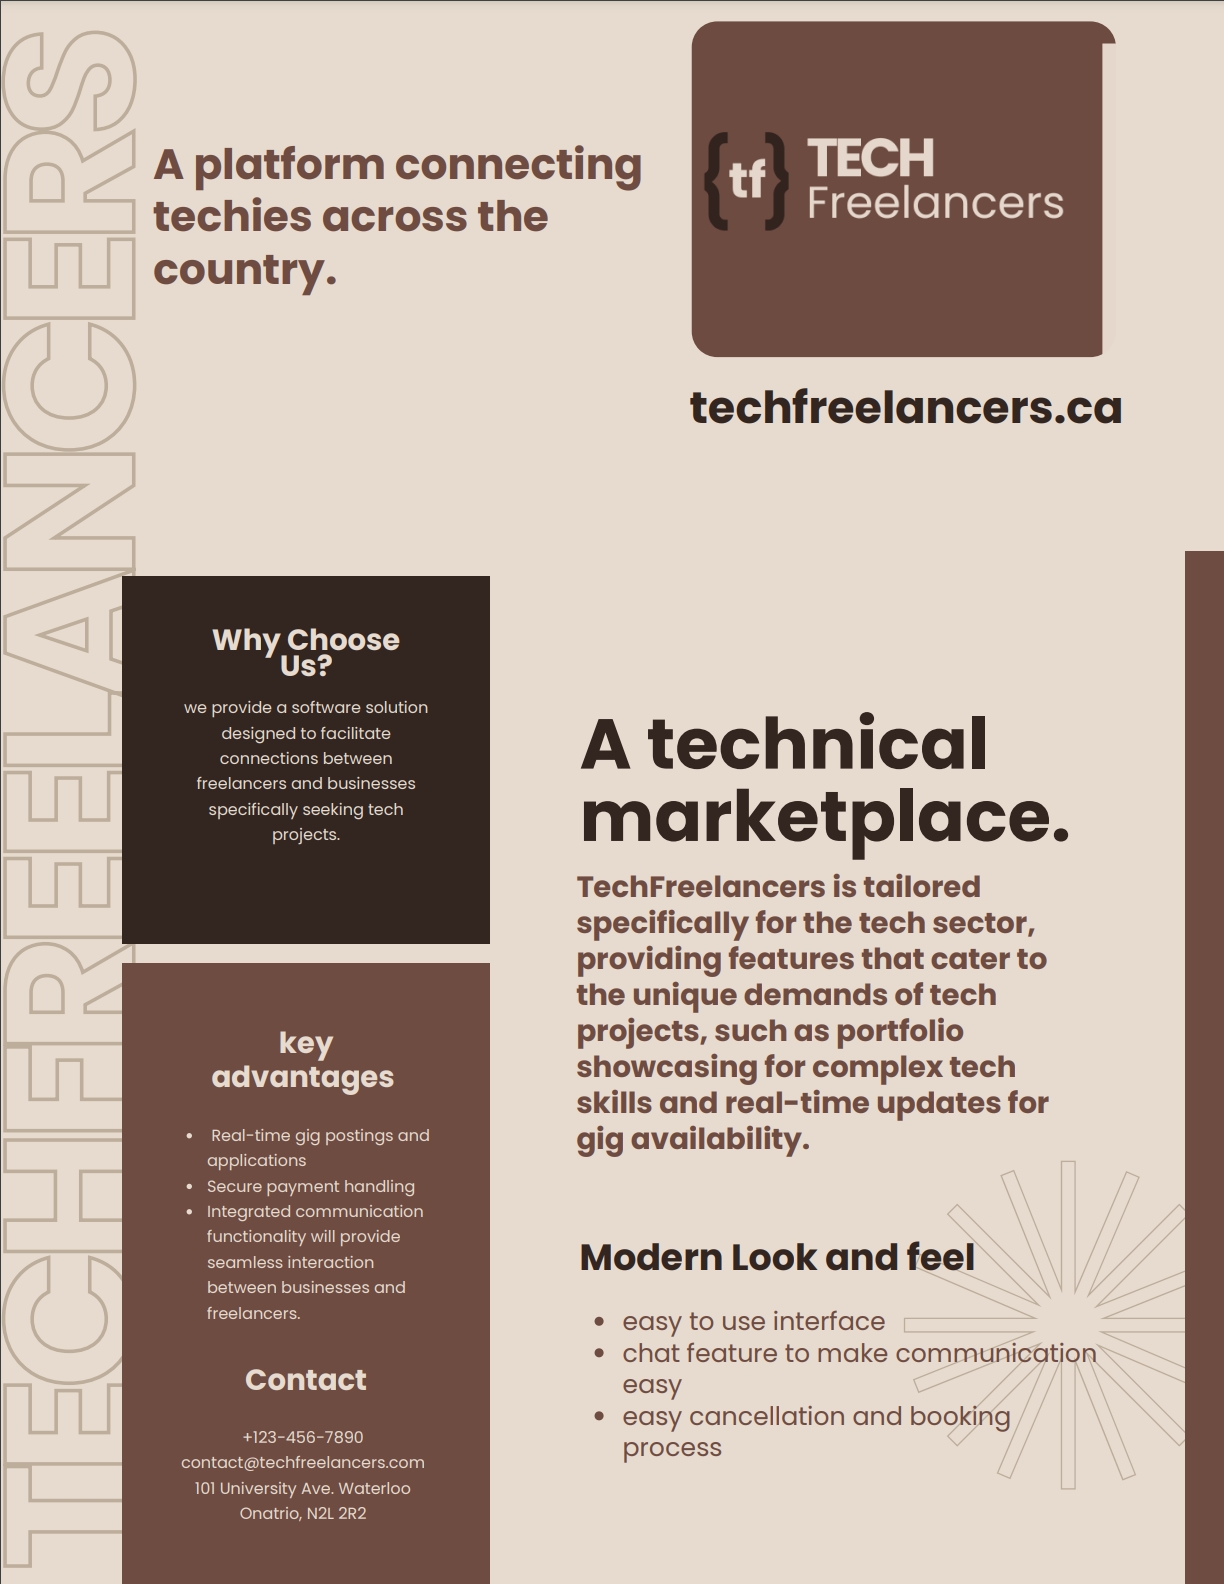 TECHFREELANCERS
A platform connecting
techies across the
country.
{tf} TECH
Freelancers
techfreelancers.ca
Why Choose
Us?
we provide a software solution
designed to facilitate
connections between
freelancers and businesses
specifically seeking tech
projects.
key
advantages
• Real-time gig postings and
applications
• Secure payment handling
• Integrated communication
functionality will provide
seamless interaction
between businesses and
freelancers.
Contact
+123-456-7890
contact@techfreelancers.com
101 University Ave. Waterloo
Onatrio, N2L 2R2
A technical
marketplace.
TechFreelancers is tailored
specifically for the tech sector,
providing features that cater to
the unique demands of tech
projects, such as portfolio
showcasing for complex tech
skills and real-time updates for
gig availability.
Modern Look and feel
• easy to use interface
• chat feature to make communication
easy
• easy cancellation and booking
process